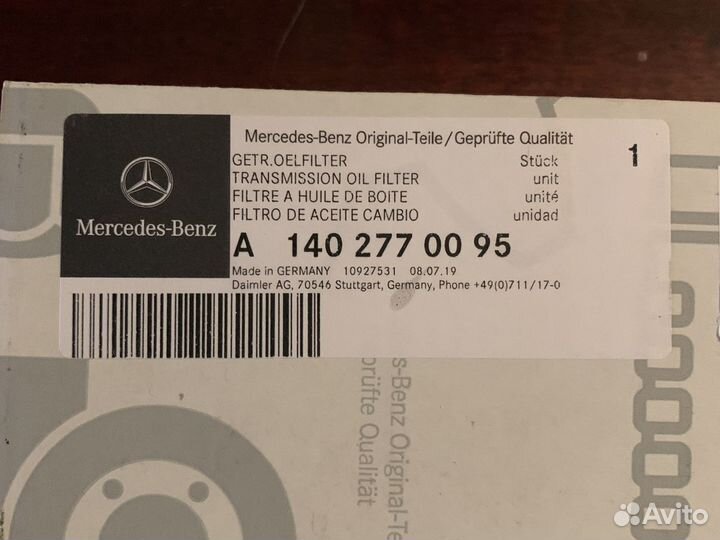 Mercedes-Benz Original-Teile/Geprüfte Qualität
GETR.OELFILTER Stück 1
TRANSMISSION OIL FILTER unit
FILTRE A HUILE DE BOITE unité
FILTRO DE ACEITE CAMBIO unidad
Mercedes-Benz
A 140 277 00 95
Made in GERMANY 10927531 08.07.19
Daimler AG, 70546 Stuttgart, Germany, Phone +49(0)711/17-0
s-Benz Original-Te
prüfte Qualität
Avito